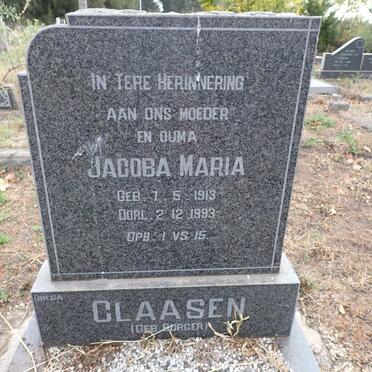 IN TERE HERINNERING
AAN ONS MOEDER
EN OUMA
JACOBA MARIA
GEB. 7. 5. 1913
OORL. 2. 12. 1993
OPB. 1 VS. 15.
OMEGA
CLAASEN
(GEB BURGER)